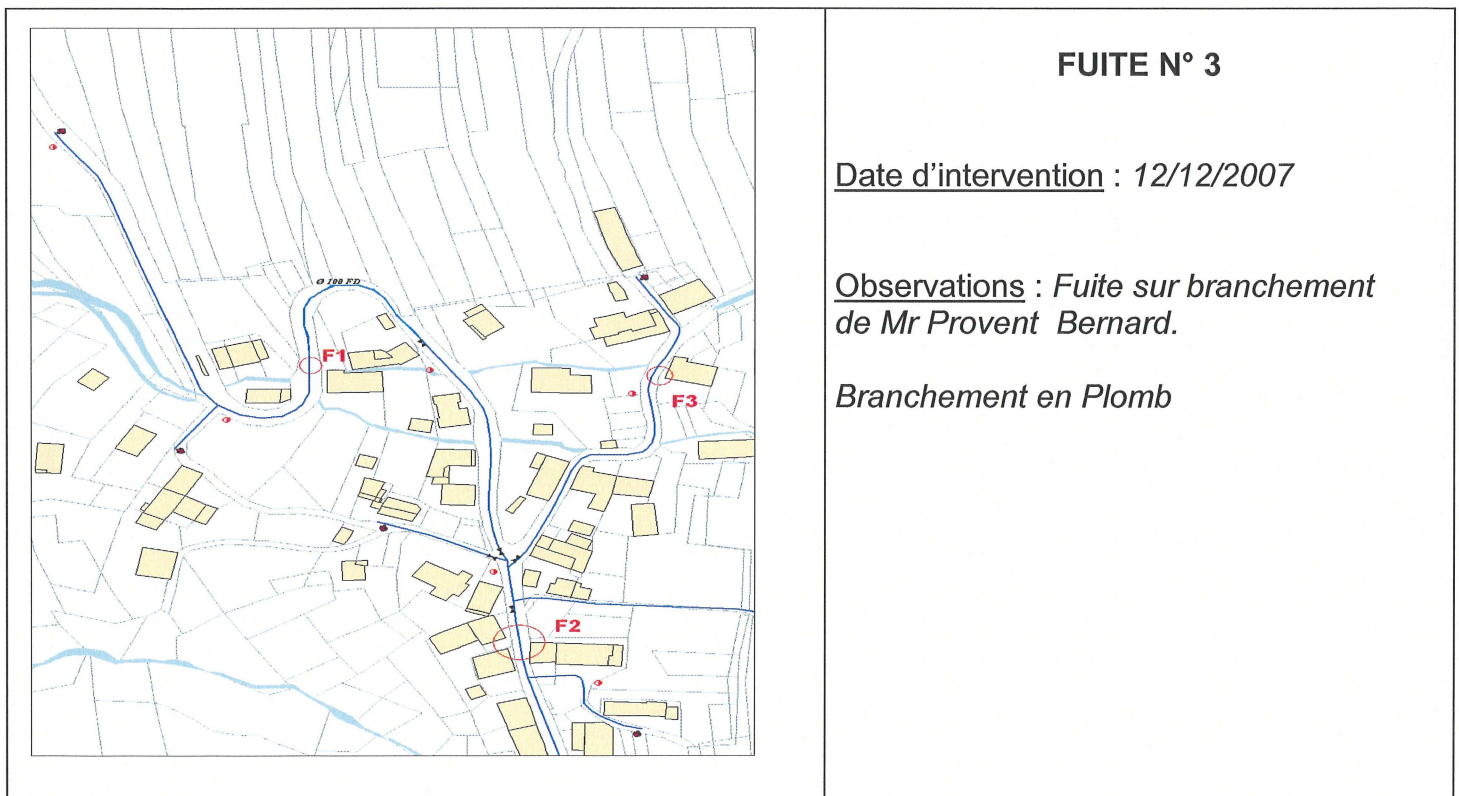 Ø 100 FD
F1
F3
F2
FUITE N° 3
Date d'intervention : 12/12/2007
Observations : Fuite sur branchement
de Mr Provent Bernard.
Branchement en Plomb